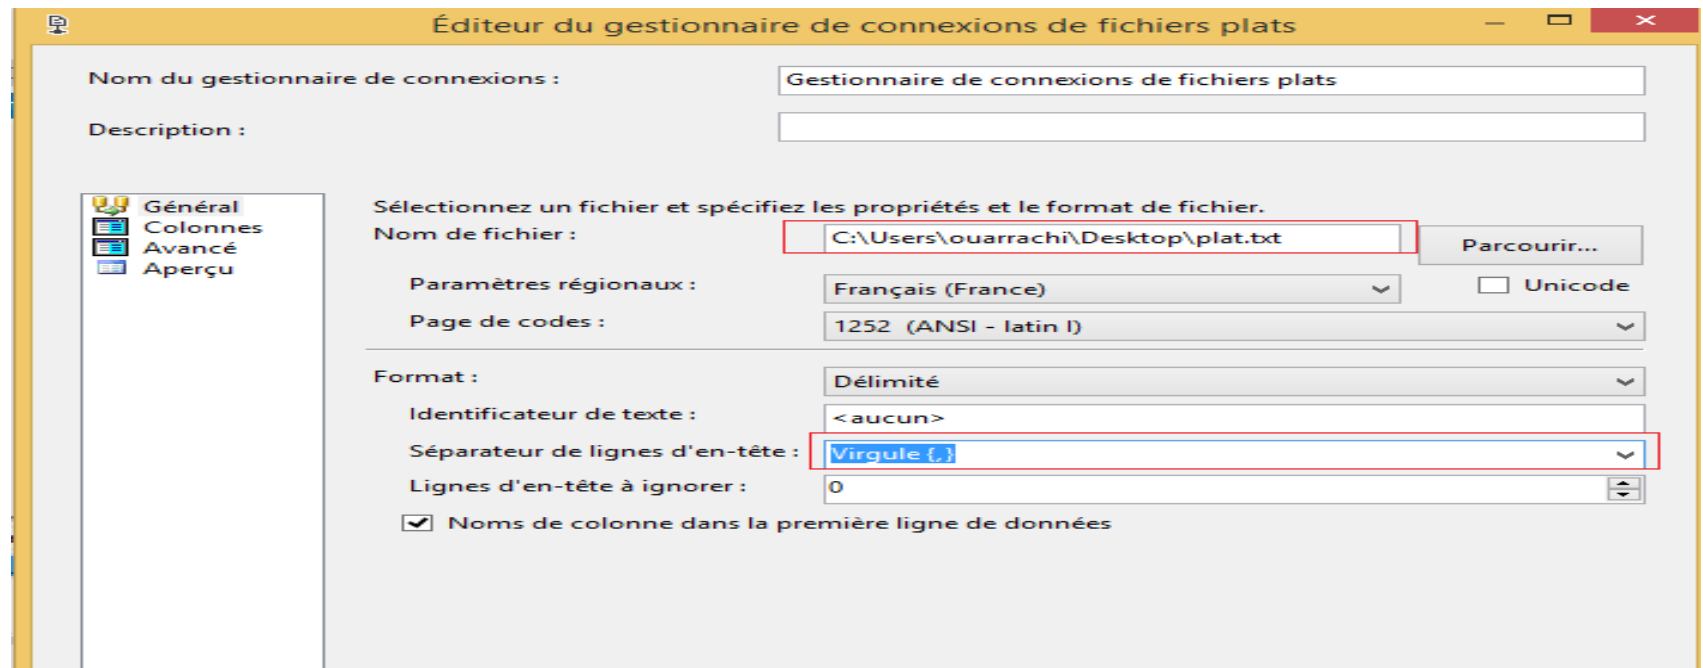 Éditeur du gestionnaire de connexions de fichiers plats
Nom du gestionnaire de connexions :
Gestionnaire de connexions de fichiers plats
Description :
Général
Colonnes
Avancé
Aperçu
Sélectionnez un fichier et spécifiez les propriétés et le format de fichier.
Nom de fichier :
C:\Users\ouarrachi\Desktop\plat.txt
Parcourir...
Paramètres régionaux :
Français (France)
Unicode
Page de codes :
1252 (ANSI - latin I)
Format :
Délimité
Identificateur de texte :
<aucun>
Séparateur de lignes d'en-tête :
Virgule {,}
Lignes d'en-tête à ignorer :
0
Noms de colonne dans la première ligne de données